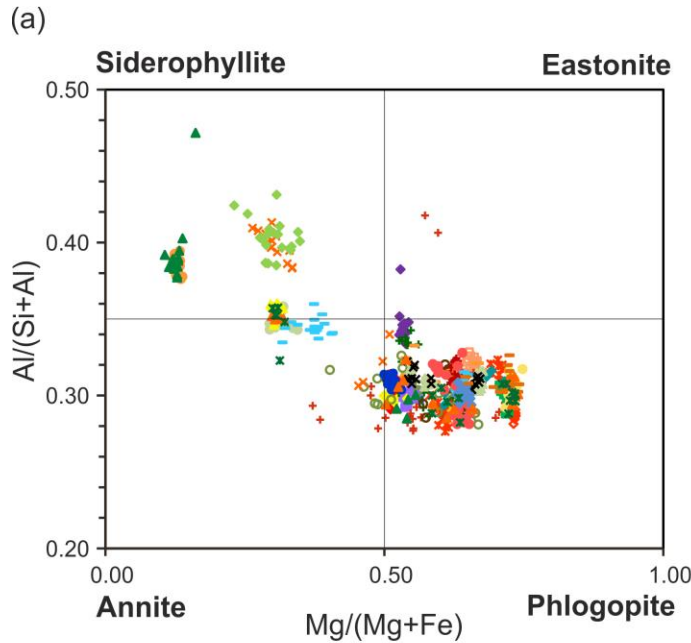 (a)
Siderophyllite Eastonite
0.50
0.40
0.30
0.20
Al/(Si+Al)
0.00 0.50 1.00
Annite Phlogopite
Mg/(Mg+Fe)